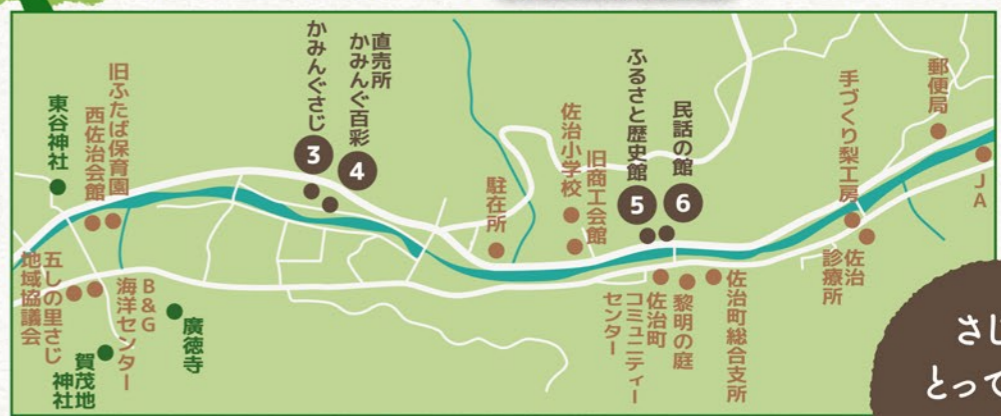 東谷神社
西佐治会館
旧ふたば保育園
かみんぐさじ
3
直売所
かみんぐ百彩
4
駐在所
佐治小学校
旧商工会館
ふるさと歴史館
5
民話の館
6
手づくり梨工房
郵便局
JA
五しの里さじ
地域協議会
B&G
海洋センター
賀茂地
神社
廣徳寺
佐治町
コミュニティー
センター
黎明の庭
佐治町総合支所
佐治
診療所
さじ
とって